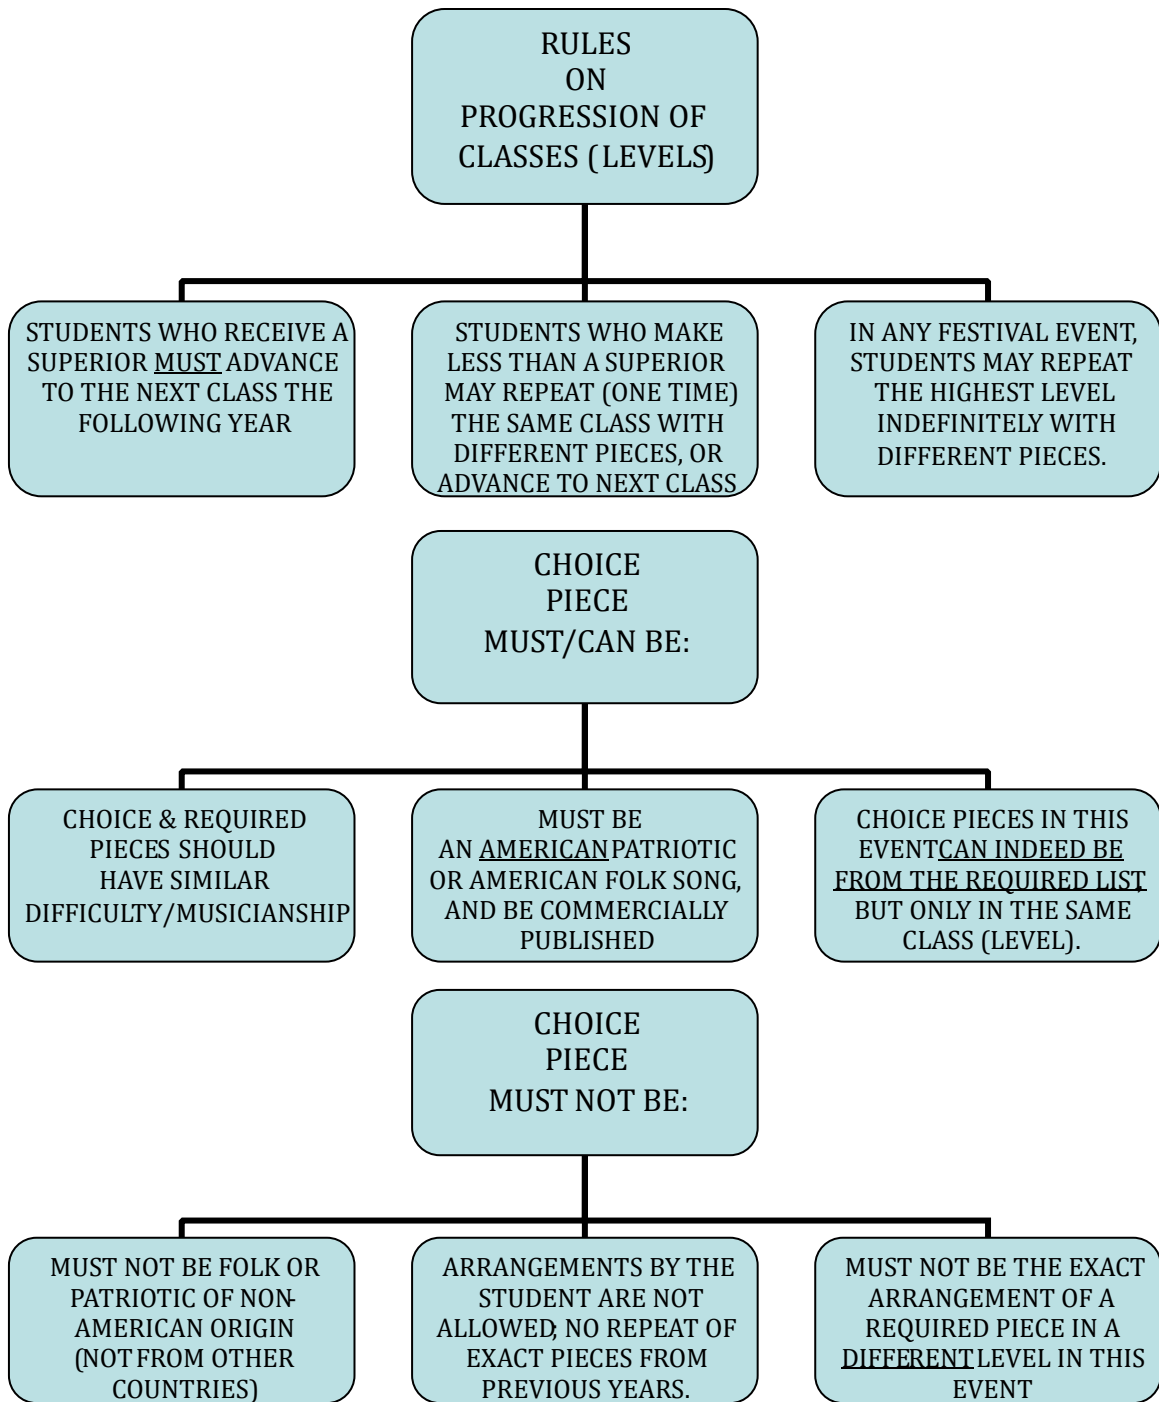 RULES
ON
PROGRESSION OF
CLASSES (LEVELS)
STUDENTS WHO RECEIVE A
SUPERIOR MUST ADVANCE
TO THE NEXT CLASS THE
FOLLOWING YEAR
STUDENTS WHO MAKE
LESS THAN A SUPERIOR
MAY REPEAT (ONE TIME)
THE SAME CLASS WITH
DIFFERENT PIECES, OR
ADVANCE TO NEXT CLASS
IN ANY FESTIVAL EVENT,
STUDENTS MAY REPEAT
THE HIGHEST LEVEL
INDEFINITELY WITH
DIFFERENT PIECES.
CHOICE
PIECE
MUST/CAN BE:
CHOICE & REQUIRED
PIECES SHOULD
HAVE SIMILAR
DIFFICULTY/MUSICIANSHIP
MUST BE
AN AMERICAN PATRIOTIC
OR AMERICAN FOLK SONG,
AND BE COMMERCIALLY
PUBLISHED
CHOICE PIECES IN THIS
EVENT CAN INDEED BE
FROM THE REQUIRED LIST,
BUT ONLY IN THE SAME
CLASS (LEVEL).
CHOICE
PIECE
MUST NOT BE:
MUST NOT BE FOLK OR
PATRIOTIC OF NON-
AMERICAN ORIGIN
(NOT FROM OTHER
COUNTRIES)
ARRANGEMENTS BY THE
STUDENT ARE NOT
ALLOWED; NO REPEAT OF
EXACT PIECES FROM
PREVIOUS YEARS.
MUST NOT BE THE EXACT
ARRANGEMENT OF A
REQUIRED PIECE IN A
DIFFERENT LEVEL IN THIS
EVENT